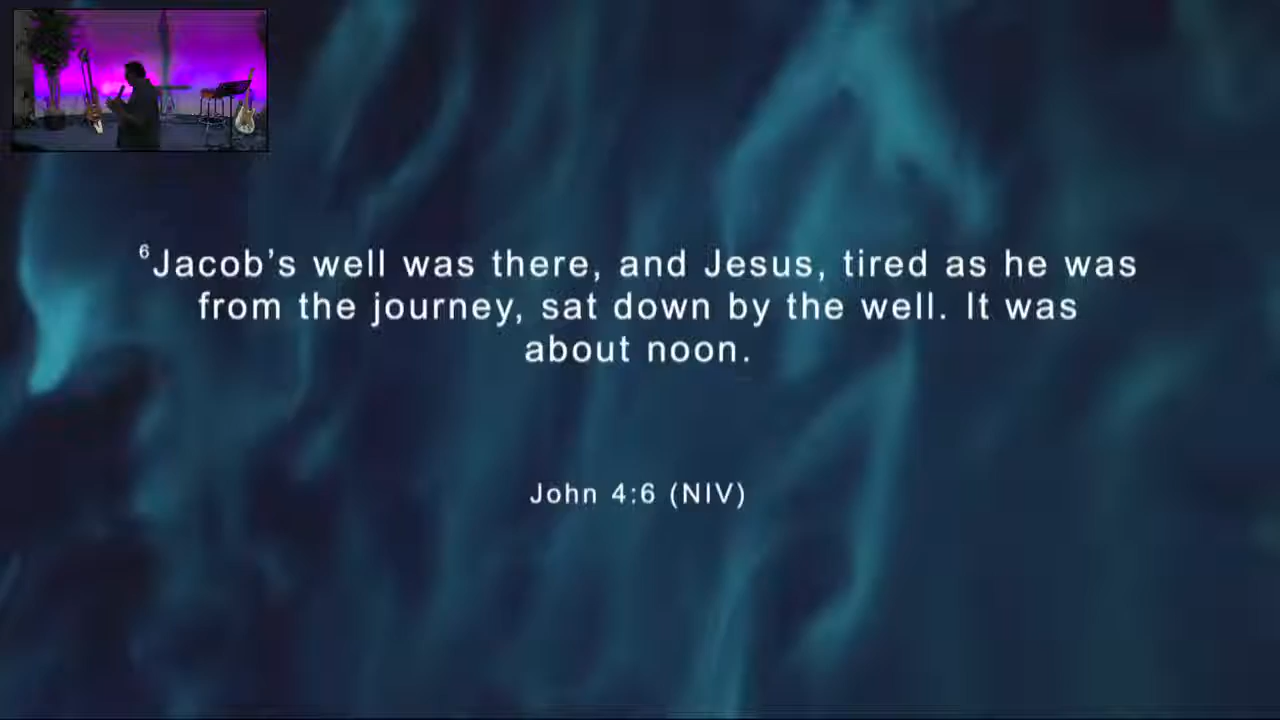 ⁶Jacob’s well was there, and Jesus, tired as he was
from the journey, sat down by the well. It was
about noon.
John 4:6 (NIV)